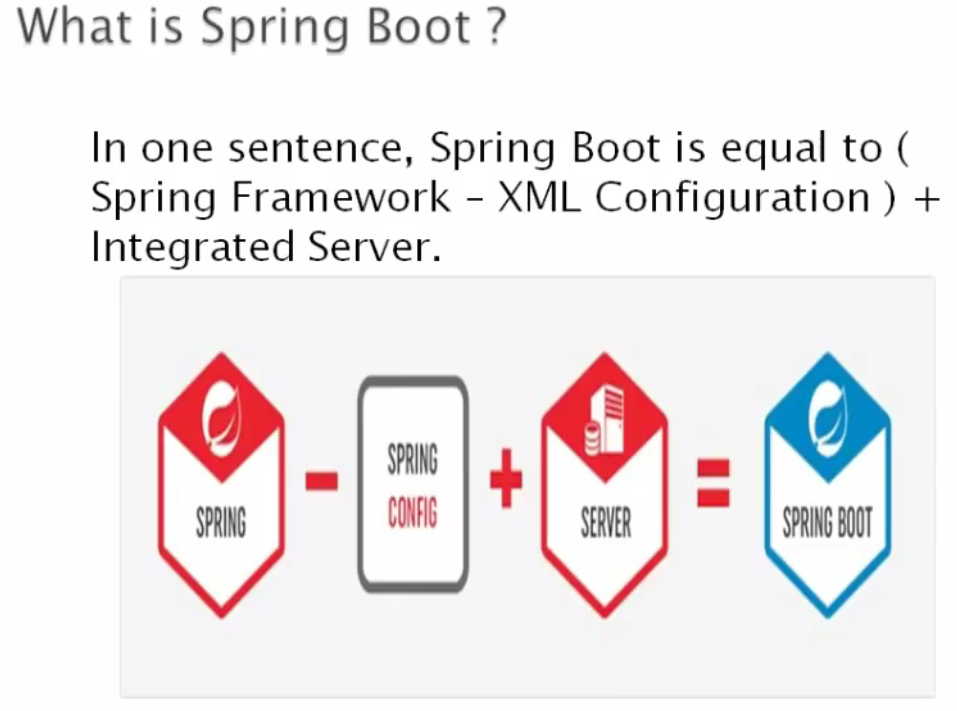 What is Spring Boot ?
In one sentence, Spring Boot is equal to (
Spring Framework – XML Configuration ) +
Integrated Server.
SPRING
–
SPRING
CONFIG
+
SERVER
=
SPRING BOOT